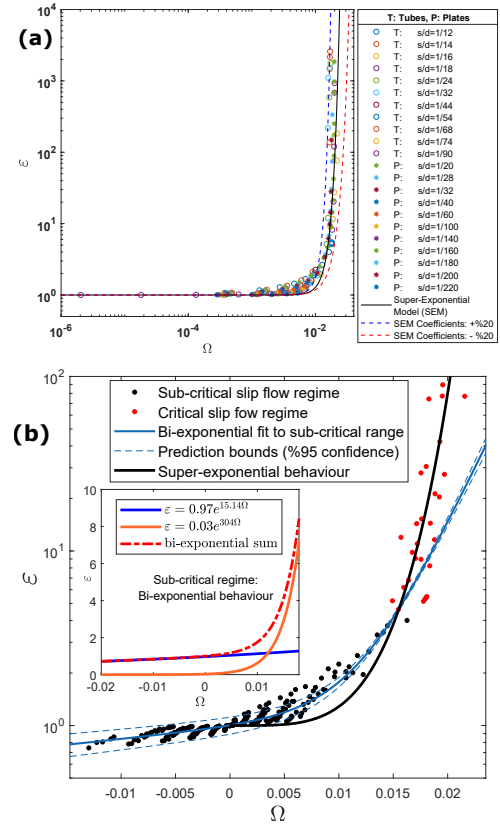 (a)
10^4
10^3
10^2
10^1
10^0
ε
10^-6
10^-4
10^-2
Ω
T: Tubes, P: Plates
T: s/d=1/12
T: s/d=1/14
T: s/d=1/16
T: s/d=1/18
T: s/d=1/24
T: s/d=1/32
T: s/d=1/44
T: s/d=1/54
T: s/d=1/68
T: s/d=1/74
T: s/d=1/90
P: s/d=1/20
P: s/d=1/28
P: s/d=1/32
P: s/d=1/40
P: s/d=1/60
P: s/d=1/100
P: s/d=1/140
P: s/d=1/160
P: s/d=1/180
P: s/d=1/200
P: s/d=1/220
Super-Exponential
Model (SEM)
SEM Coefficients: +%20
SEM Coefficients: - %20
(b)
10^2
10^1
10^0
ε
Sub-critical slip flow regime
Critical slip fow regime
Bi-exponential fit to sub-critical range
Prediction bounds (%95 confidence)
Super-exponential behaviour
10
8
6
4
2
0
ε
ε = 0.97e^15.14Ω
ε = 0.03e^304Ω
bi-exponential sum
Sub-critical regime:
Bi-exponential behaviour
-0.02
-0.01
0
0.01
Ω
-0.01
-0.005
0
0.005
0.01
0.015
0.02
Ω